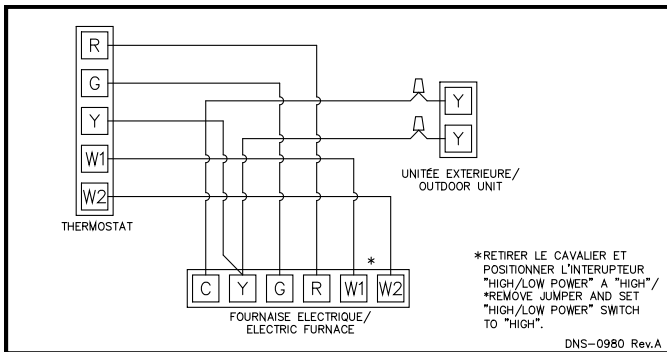 R
G
Y
W1
W2
THERMOSTAT
Y
Y
UNITÉE EXTERIEURE/
OUTDOOR UNIT
*
C Y G R W1 W2
FOURNAISE ELECTRIQUE/
ELECTRIC FURNACE
*RETIRER LE CAVALIER ET
POSITIONNER L'INTERUPTEUR
"HIGH/LOW POWER" A "HIGH"/
*REMOVE JUMPER AND SET
"HIGH/LOW POWER" SWITCH
TO "HIGH".
DNS-0980 Rev.A